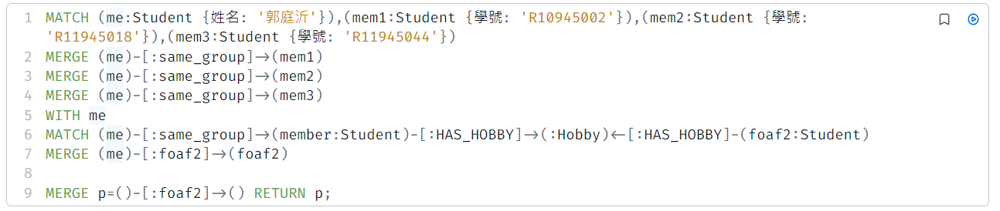 1 MATCH (me:Student {姓名: '郭庭沂'}),(mem1:Student {學號: 'R10945002'}),(mem2:Student {學號:
'R11945018'}),(mem3:Student {學號: 'R11945044'})
2 MERGE (me)-[:same_group]->(mem1)
3 MERGE (me)-[:same_group]->(mem2)
4 MERGE (me)-[:same_group]->(mem3)
5 WITH me
6 MATCH (me)-[:same_group]->(member:Student)-[:HAS_HOBBY]->(:Hobby)<-[:HAS_HOBBY]-(foaf2:Student)
7 MERGE (me)-[:foaf2]->(foaf2)
8
9 MERGE p=()-[:foaf2]->() RETURN p;